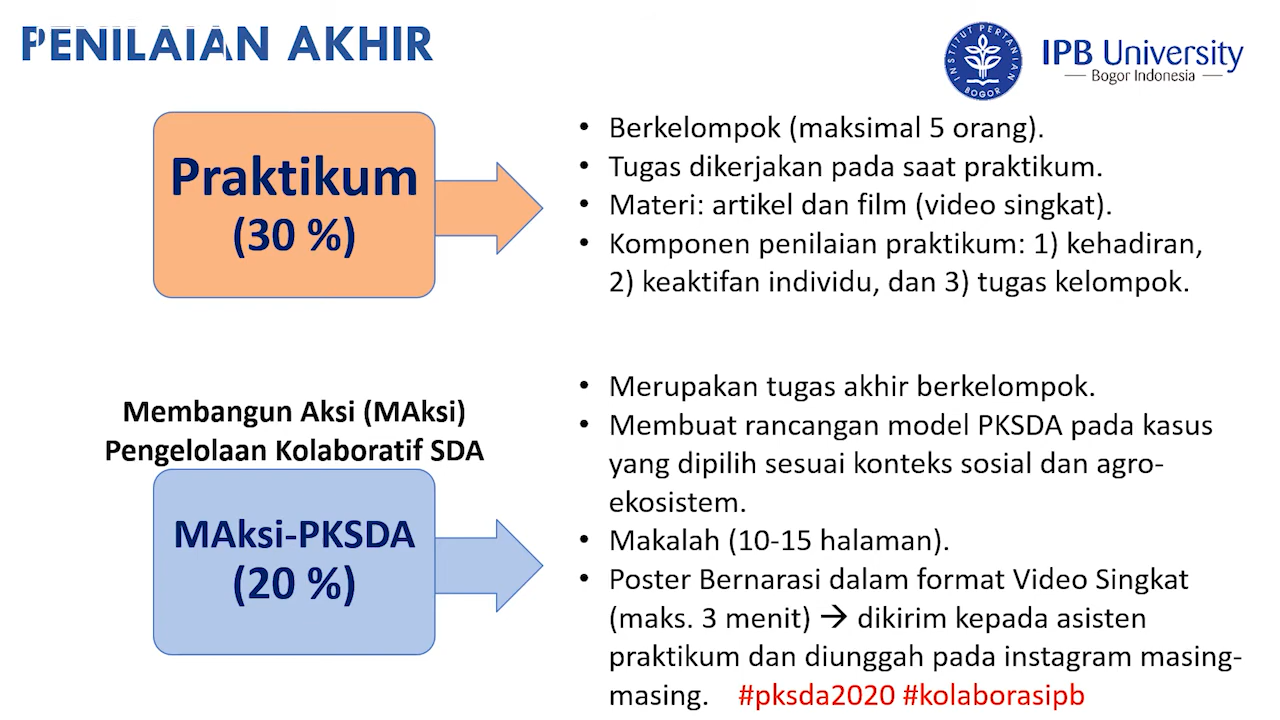 PENILAIAN AKHIR
INSTITUT PERTANIAN
BOGOR
IPB University
Bogor Indonesia
Praktikum
(30 %)
• Berkelompok (maksimal 5 orang).
• Tugas dikerjakan pada saat praktikum.
• Materi: artikel dan film (video singkat).
• Komponen penilaian praktikum: 1) kehadiran,
2) keaktifan individu, dan 3) tugas kelompok.
Membangun Aksi (MAksi)
Pengelolaan Kolaboratif SDA
MAksi-PKSDA
(20 %)
• Merupakan tugas akhir berkelompok.
• Membuat rancangan model PKSDA pada kasus
yang dipilih sesuai konteks sosial dan agro-
ekosistem.
• Makalah (10-15 halaman).
• Poster Bernarasi dalam format Video Singkat
(maks. 3 menit) → dikirim kepada asisten
praktikum dan diunggah pada instagram masing-
masing. #pksda2020 #kolaborasipb